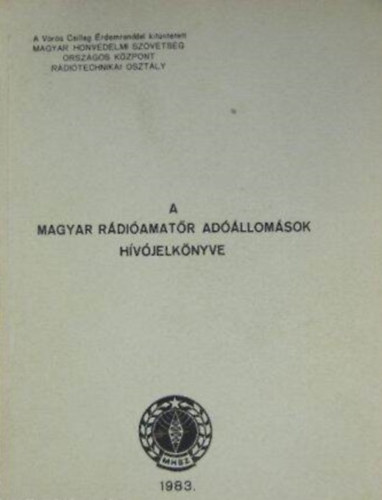 A Vörös Csillag Érdemrenddel kitüntetett
MAGYAR HONVÉDELMI SZÖVETSÉG
ORSZÁGOS KÖZPONT
RÁDIÓTECHNIKAI OSZTÁLY
A
MAGYAR RÁDIÓAMATŐR ADÓÁLLOMÁSOK
HÍVÓJELKÖNYVE
MHSZ
1983.